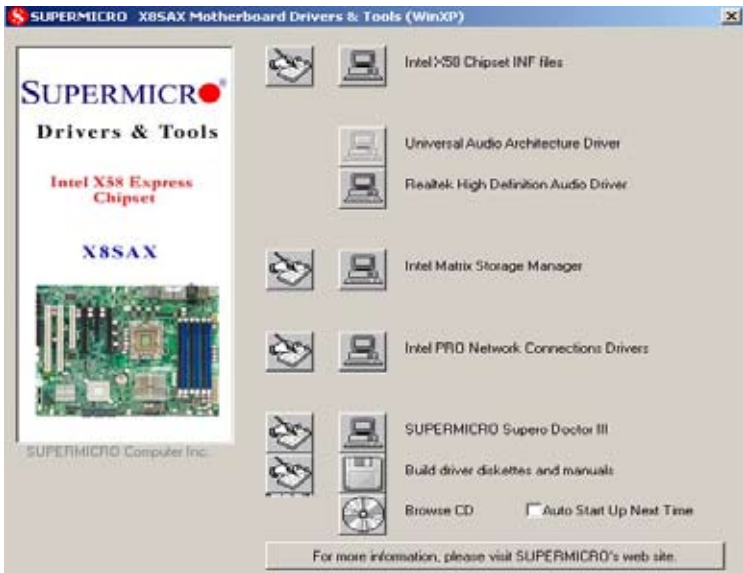 SUPERMICRO X8SAX Motherboard Drivers & Tools (WinXP)
SUPERMICRO
Drivers & Tools
Intel X58 Express
Chipset
X8SAX
SUPERMICRO Computer Inc.
Intel X58 Chipset INF files
Universal Audio Architecture Driver
Realtek High Definition Audio Driver
Intel Matrix Storage Manager
Intel PRO Network Connections Drivers
SUPERMICRO Supero Doctor III
Build driver diskettes and manuals
Browse CD
Auto Start Up Next Time
For more information, please visit SUPERMICRO's web site.